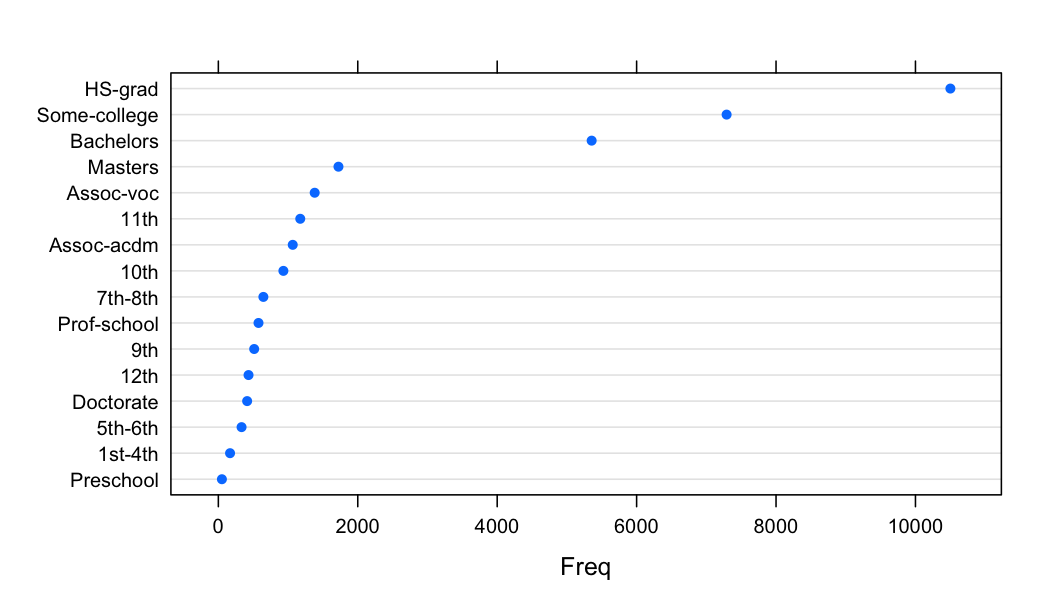 HS-grad
Some-college
Bachelors
Masters
Assoc-voc
11th
Assoc-acdm
10th
7th-8th
Prof-school
9th
12th
Doctorate
5th-6th
1st-4th
Preschool
0 2000 4000 6000 8000 10000
Freq